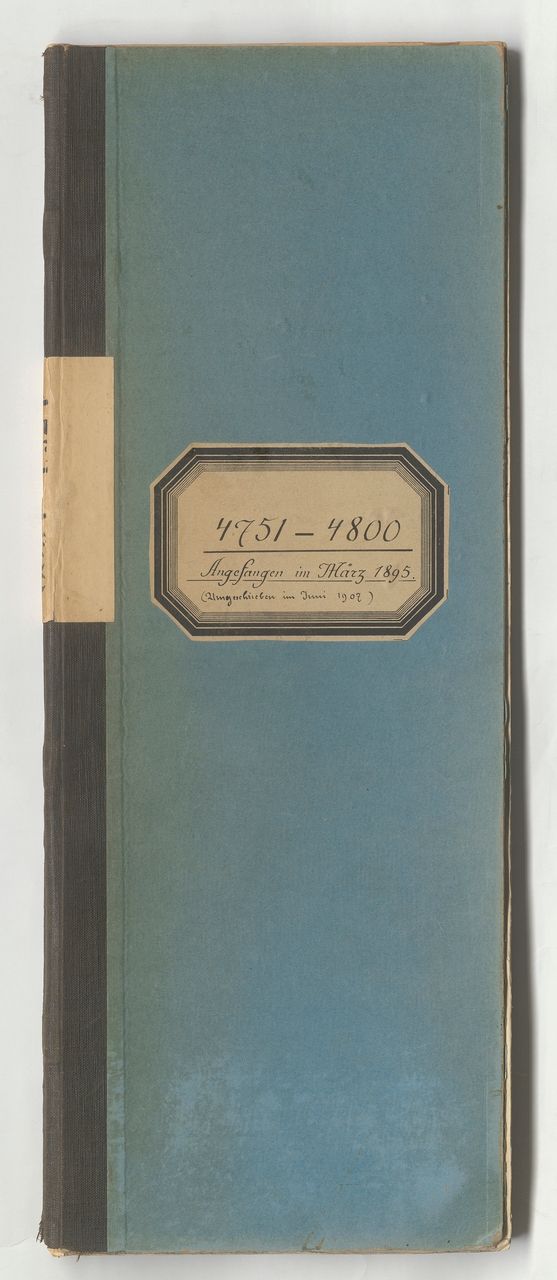 4751 – 4800
Angefangen im März 1895.
(Umgeschrieben im Juni 1907)